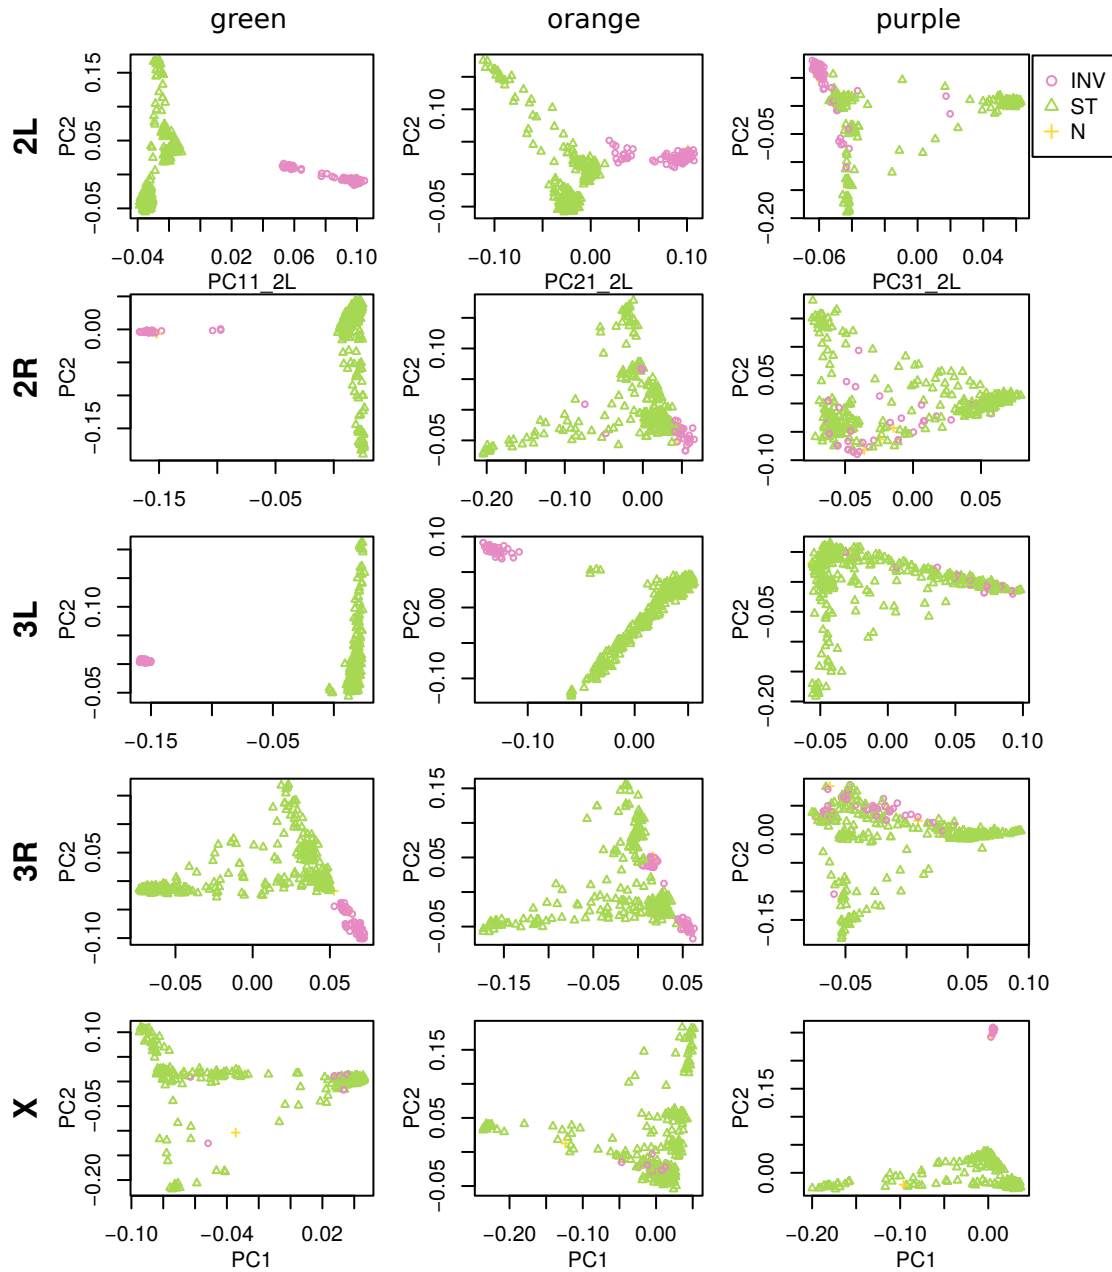 green orange purple
INV
ST
N
2L
PC2 0.15 0.05 −0.05
−0.04 0.02 0.06 0.10
PC11_2L
PC2 0.10 −0.05
−0.10 0.00 0.10
PC21_2L
PC2 −0.05 −0.20
−0.06 0.00 0.04
PC31_2L
2R
PC2 0.00 −0.15
−0.15 −0.05
PC2 0.10 −0.05
−0.20 −0.10 0.00
PC2 0.05 −0.10
−0.05 0.00 0.05
3L
PC2 0.10 −0.05
−0.15 −0.05
PC2 0.10 0.00 −0.10
−0.10 0.00
PC2 −0.05 −0.20
−0.05 0.00 0.05 0.10
3R
PC2 0.05 −0.10
−0.05 0.00 0.05
PC2 0.15 0.05 −0.05
−0.15 −0.05 0.05
PC2 0.00 −0.15
−0.05 0.10
X
PC2 0.10 −0.05 −0.20
−0.10 −0.04 0.02
PC1
PC2 0.15 0.05 −0.05
−0.20 −0.10 0.00
PC1
PC2 0.15 0.00
−0.20 −0.10 0.00
PC1